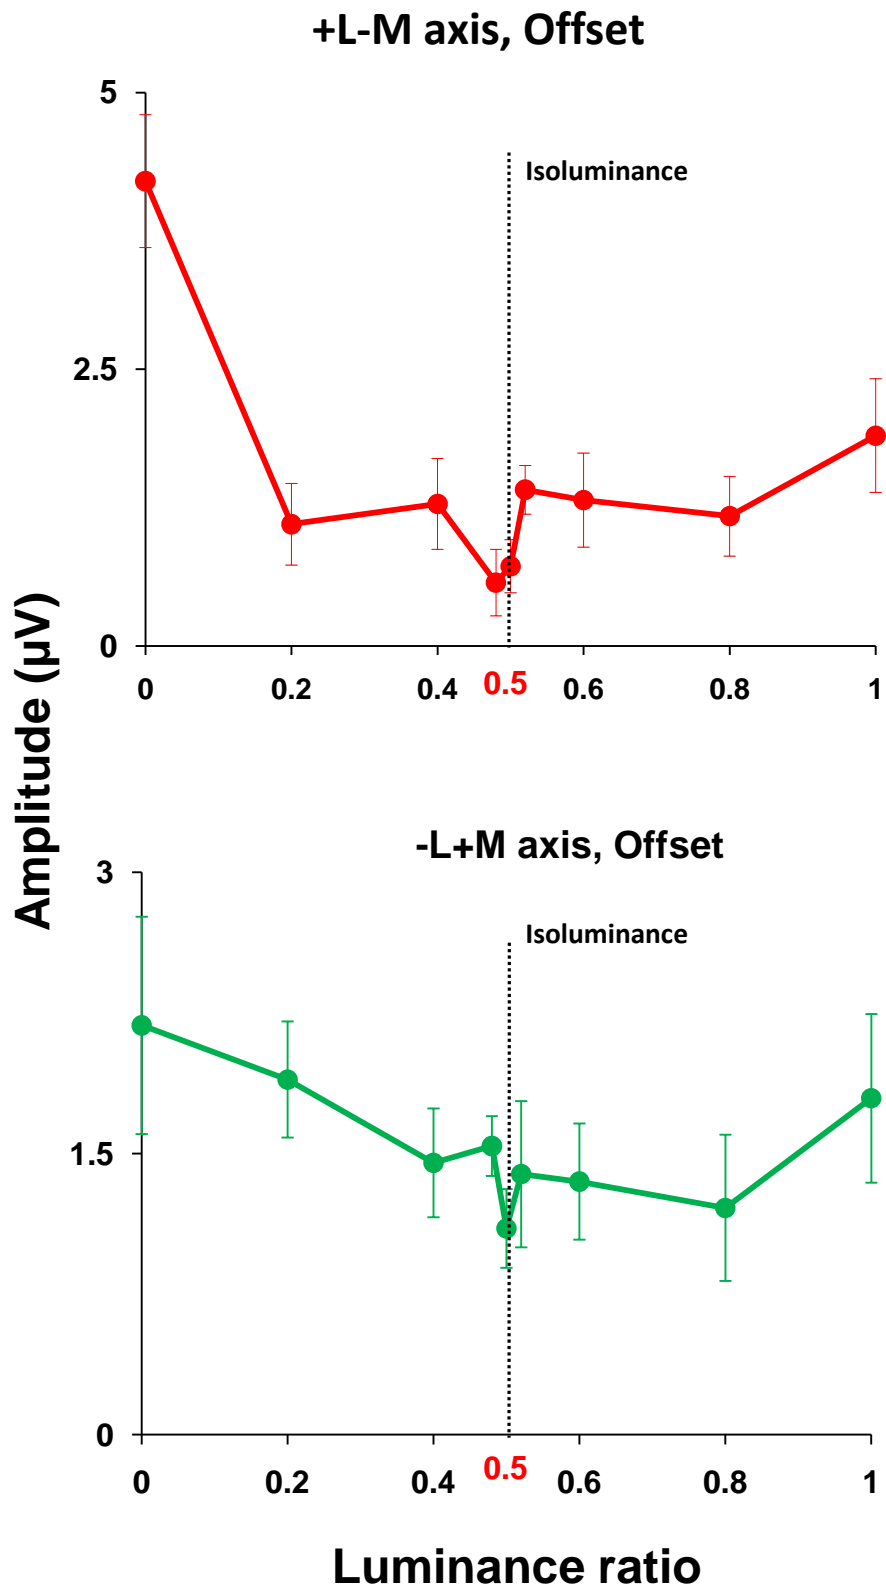 +L-M axis, Offset
5
Isoluminance
2.5
0
0 0.2 0.4 0.5 0.6 0.8 1
Amplitude (µV)
-L+M axis, Offset
3
Isoluminance
1.5
0
0 0.2 0.4 0.5 0.6 0.8 1
Luminance ratio